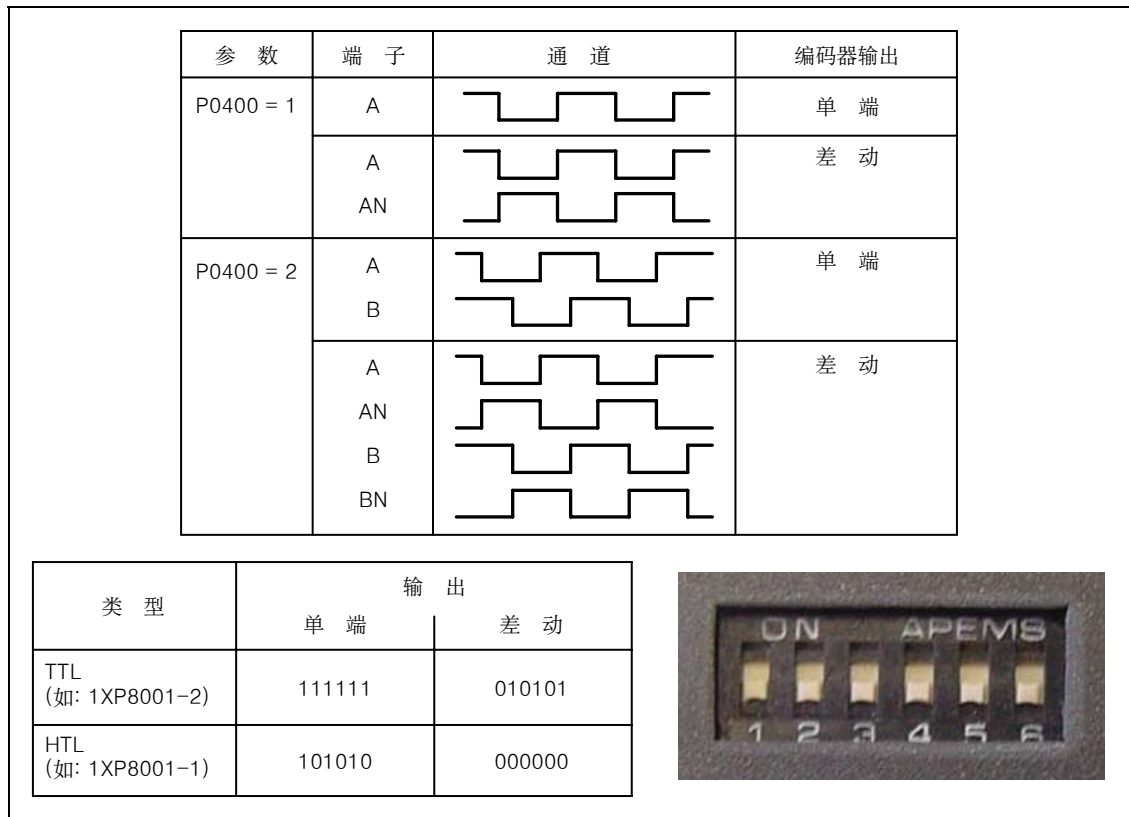 参 数 端 子 通 道 编码器输出
P0400 = 1 A 单 端
A 差 动
AN
P0400 = 2 A 单 端
B
A 差 动
AN
B
BN
类 型 输 出
单 端 差 动
TTL
(如: 1XP8001-2) 111111 010101
HTL
(如: 1XP8001-1) 101010 000000
ON APEMS
1 2 3 4 5 6